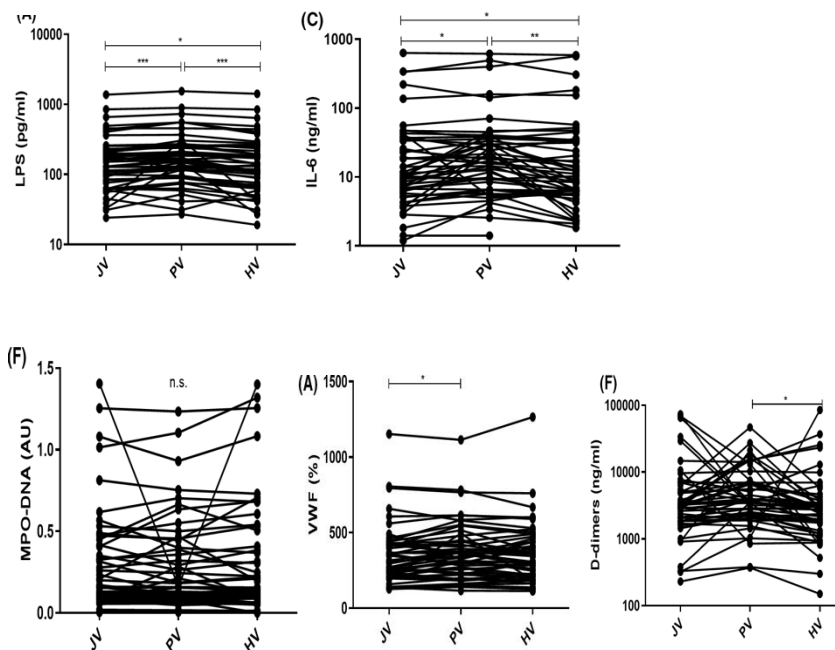 (A)
*
***
***
LPS (pg/ml)
10000
1000
100
10
JV
PV
HV
(C)
*
*
**
IL-6 (ng/ml)
1000
100
10
1
JV
PV
HV
(F)
n.s.
MPO-DNA (AU)
1.5
1.0
0.5
0.0
JV
PV
HV
(A)
*
VWF (%)
1500
1000
500
0
JV
PV
HV
(F)
*
D-dimers (ng/ml)
100000
10000
1000
100
JV
PV
HV